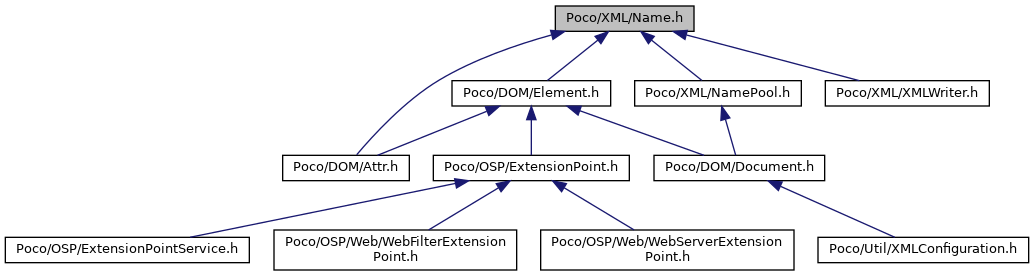 Poco/XML/Name.h
Poco/DOM/Element.h
Poco/XML/NamePool.h
Poco/XML/XMLWriter.h
Poco/DOM/Attr.h
Poco/OSP/ExtensionPoint.h
Poco/DOM/Document.h
Poco/OSP/ExtensionPointService.h
Poco/OSP/Web/WebFilterExtension
Point.h
Poco/OSP/Web/WebServerExtension
Point.h
Poco/Util/XMLConfiguration.h